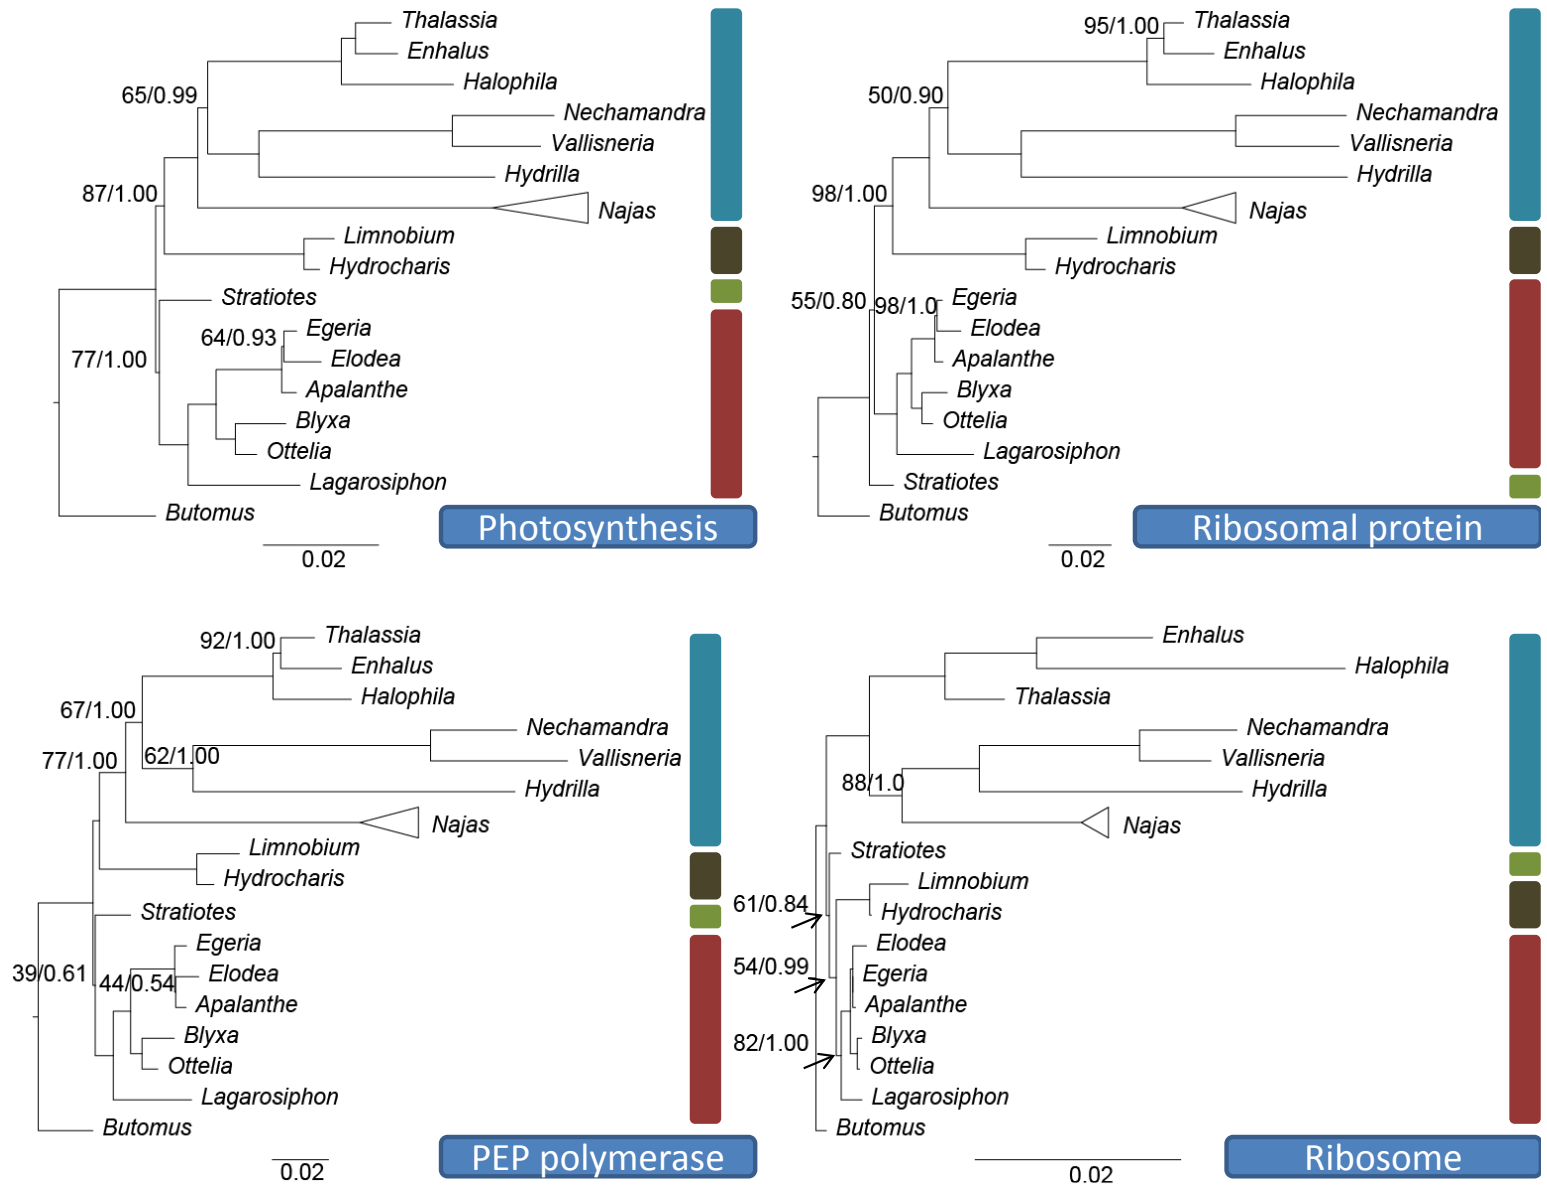 Thalassia
Enhalus
Halophila
65/0.99
Nechamandra
Vallisneria
Hydrilla
87/1.00
Najas
Limnobium
Hydrocharis
Stratiotes
Egeria
64/0.93
Elodea
77/1.00
Apalanthe
Blyxa
Ottelia
Lagarosiphon
Butomus
Photosynthesis
0.02
95/1.00
Thalassia
Enhalus
Halophila
50/0.90
Nechamandra
Vallisneria
Hydrilla
98/1.00
Najas
Limnobium
Hydrocharis
55/0.80
98/1.0
Egeria
Elodea
Apalanthe
Blyxa
Ottelia
Lagarosiphon
Stratiotes
Butomus
Ribosomal protein
0.02
92/1.00
Thalassia
Enhalus
Halophila
67/1.00
Nechamandra
77/1.00
62/1.00
Vallisneria
Hydrilla
Najas
Limnobium
Hydrocharis
Stratiotes
Egeria
39/0.61
44/0.54
Elodea
Apalanthe
Blyxa
Ottelia
Lagarosiphon
Butomus
PEP polymerase
0.02
Enhalus
Halophila
Thalassia
Nechamandra
Vallisneria
88/1.0
Hydrilla
Najas
Stratiotes
Limnobium
61/0.84
Hydrocharis
Elodea
54/0.99
Egeria
Apalanthe
82/1.00
Blyxa
Ottelia
Lagarosiphon
Butomus
Ribosome
0.02